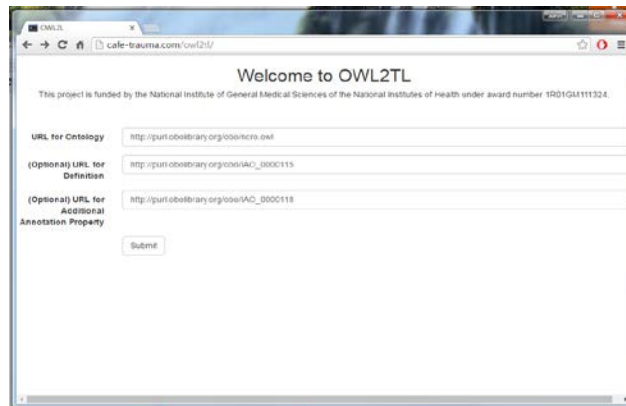 OWL2L
cafe-trauma.com/owl2tl/
Welcome to OWL2TL
This project is funded by the National Institute of General Medical Sciences of the National Institutes of Health under award number 1R01GM111324.
URL for Ontology
http://purl.obolibrary.org/obo/ncro.owl
(Optional) URL for
Definition
http://purl.obolibrary.org/obo/IAO_0000115
(Optional) URL for
Additional
Annotation Property
http://purl.obolibrary.org/obo/IAO_0000118
Submit